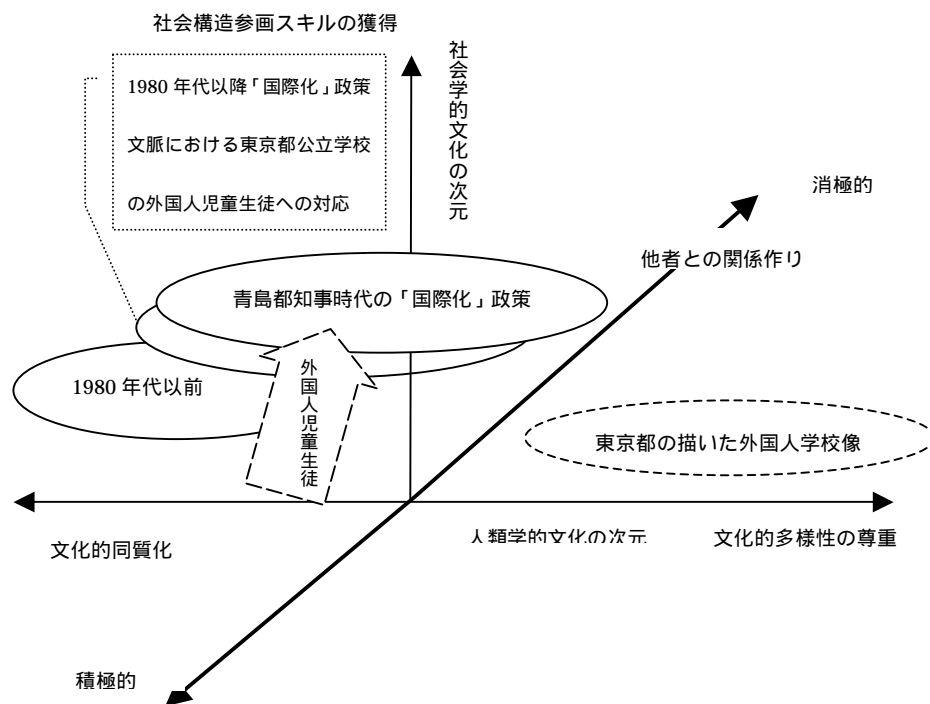 社会構造参画スキルの獲得
1980 年代以降「国際化」政策
文脈における東京都公立学校
の外国人児童生徒への対応
社会学的文化の次元
消極的
他者との関係作り
青島都知事時代の「国際化」政策
1980 年代以前
外国人児童生徒
東京都の描いた外国人学校像
文化的同質化
人類学的文化の次元
文化的多様性の尊重
積極的